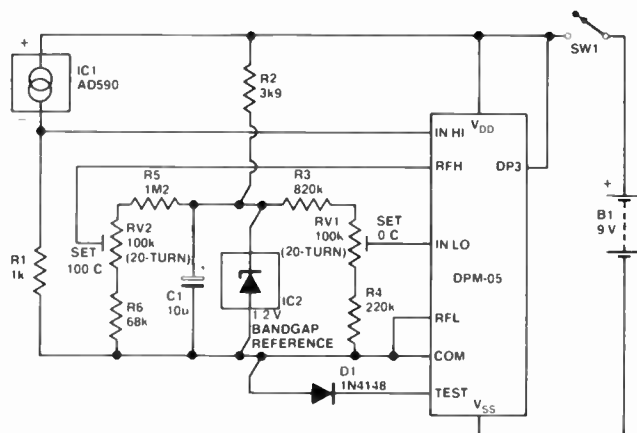 +
IC1
AD590
−
R2
3k9
SW1
IN HI
VDD
RFH
DP3
R5
1M2
R3
820k
+
B1
9 V
R1
1k
SET
100 C
RV2
100k
(20-TURN)
RV1
100k
(20-TURN)
SET
0 C
IN LO
DPM-05
+
C1
10µ
IC2
1.2 V
BANDGAP
REFERENCE
R6
68k
R4
220k
RFL
COM
D1
1N4148
TEST
VSS